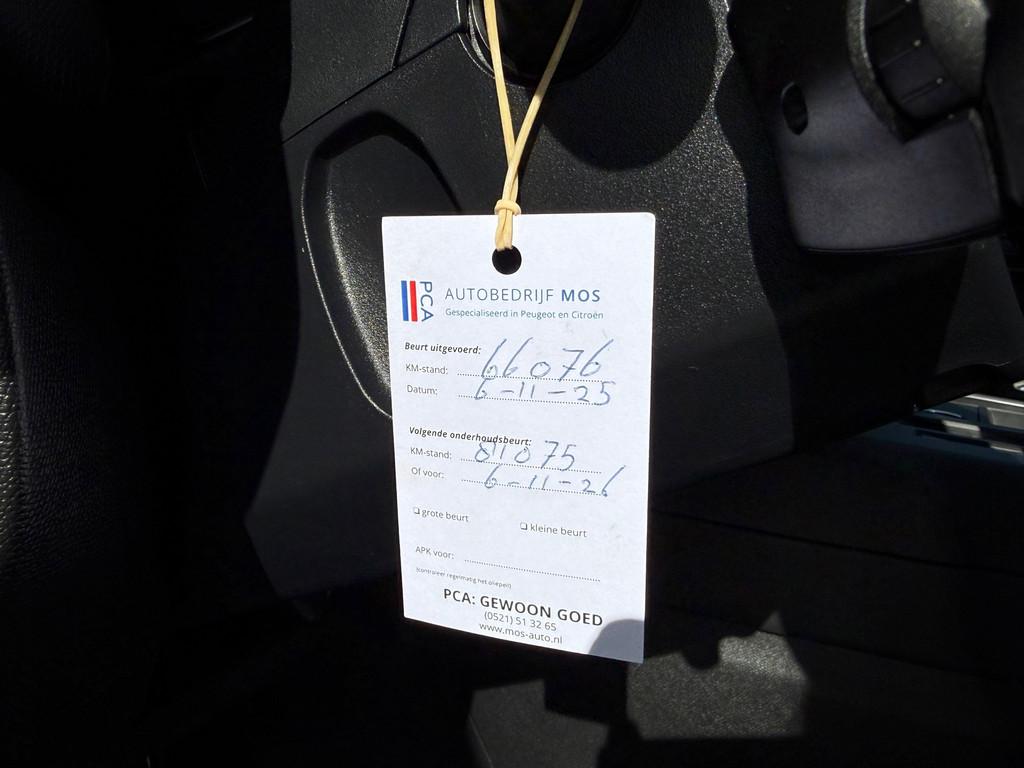 PCA AUTOBEDRIJF MOS
Gespecialiseerd in Peugeot en Citroën
Beurt uitgevoerd:
KM-stand: 66076
Datum: 6-11-25
Volgende onderhoudsbeurt:
KM-stand:
Of voor: 6-11-26
❏ grote beurt ❏ kleine beurt
APK voor:
(controleer regelmatig het oliepeil)
PCA: GEWOON GOED
(0521) 51 32 65
www.mos-auto.nl